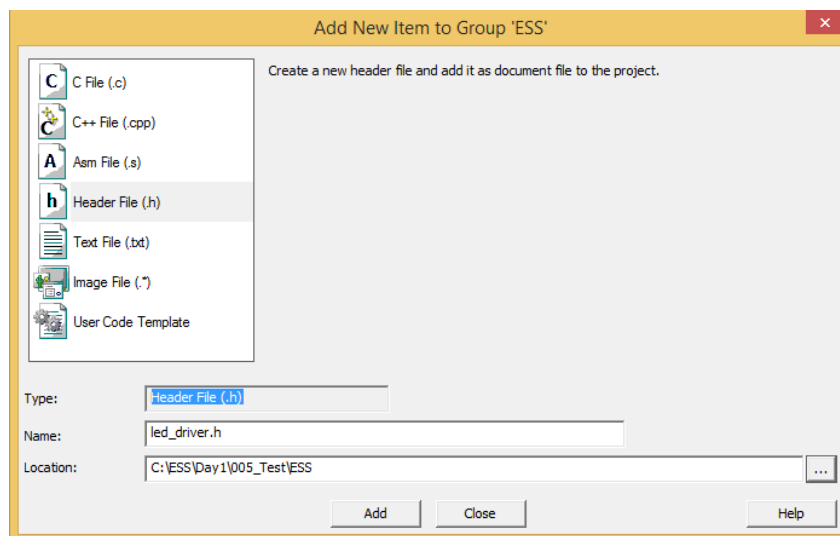 Add New Item to Group 'ESS'
x
C
C File (.c)
C
C++ File (.cpp)
A
Asm File (.s)
h
Header File (.h)
Text File (.txt)
Image File (.*)
User Code Template
Create a new header file and add it as document file to the project.
Type:
Header File (.h)
Name:
led_driver.h
Location:
C:\ESS\Day1\005_Test\ESS
...
Add
Close
Help